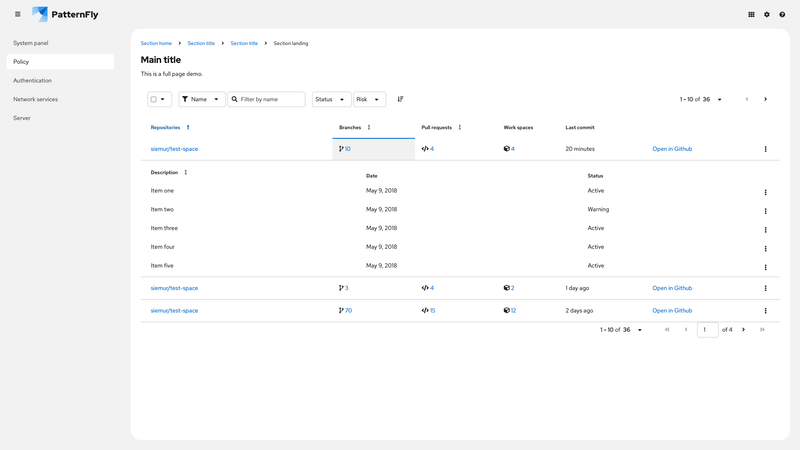 PatternFly
System panel
Policy
Authentication
Network services
Server
Section home
Section title
Section title
Section landing
Main title
This is a full page demo.
Name
Filter by name
Status
Risk
1 - 10 of 36
Repositories
Branches
Pull requests
Work spaces
Last commit
siemur/test-space
10
4
4
20 minutes
Open in Github
Description
Date
Status
Item one
May 9, 2018
Active
Item two
May 9, 2018
Warning
Item three
May 9, 2018
Active
Item four
May 9, 2018
Active
Item five
May 9, 2018
Active
siemur/test-space
3
4
2
1 day ago
Open in Github
siemur/test-space
70
15
12
2 days ago
Open in Github
1 - 10 of 36
1
of 4